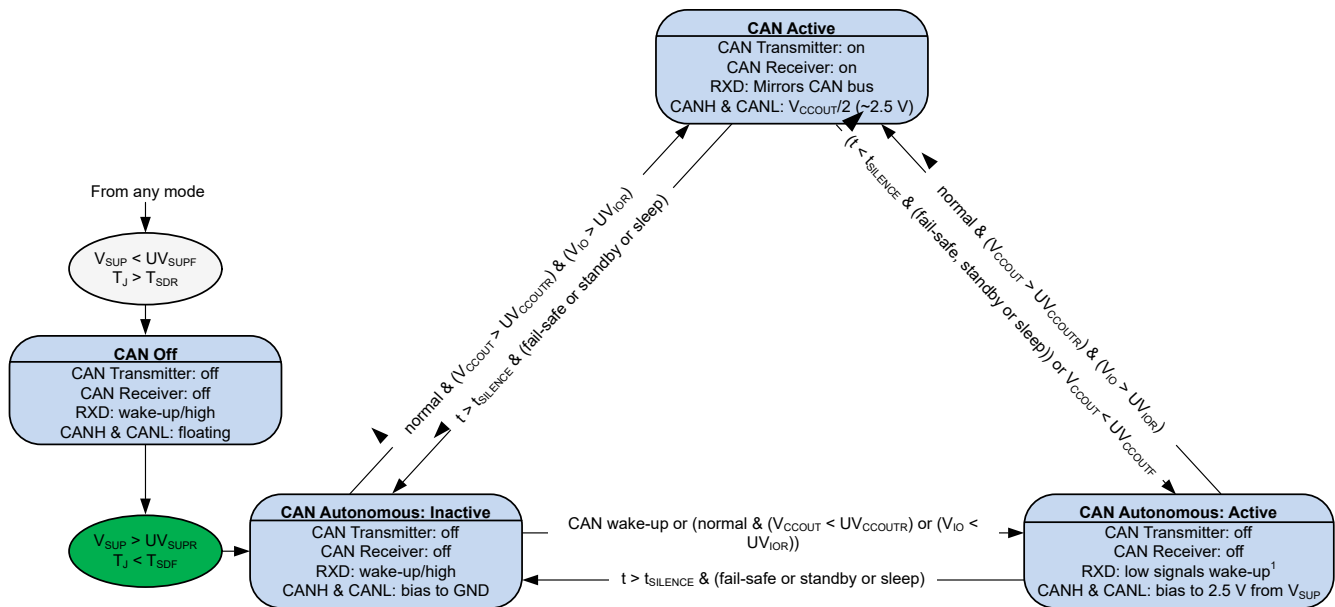 CAN Active
CAN Transmitter: on
CAN Receiver: on
RXD: Mirrors CAN bus
CANH & CANL: VCCOUT/2 (~2.5 V)
From any mode
VSUP < UVSUPF
TJ > TSDR
CAN Off
CAN Transmitter: off
CAN Receiver: off
RXD: wake-up/high
CANH & CANL: floating
VSUP > UVSUPR
TJ < TSDF
normal & (VCCOUT > UVCCOUTR) & (VIO > UVIOR)
t > tSILENCE & (fail-safe or standby or sleep)
(t < tSILENCE & (fail-safe, standby or sleep)) or VCCOUT < UVCCOUTF
normal & (VCCOUT > UVCCOUTR) & (VIO > UVIOR)
CAN Autonomous: Inactive
CAN Transmitter: off
CAN Receiver: off
RXD: wake-up/high
CANH & CANL: bias to GND
CAN wake-up or (normal & (VCCOUT < UVCCOUTR) or (VIO <
UVIOR))
t > tSILENCE & (fail-safe or standby or sleep)
CAN Autonomous: Active
CAN Transmitter: off
CAN Receiver: off
RXD: low signals wake-up1
CANH & CANL: bias to 2.5 V from VSUP